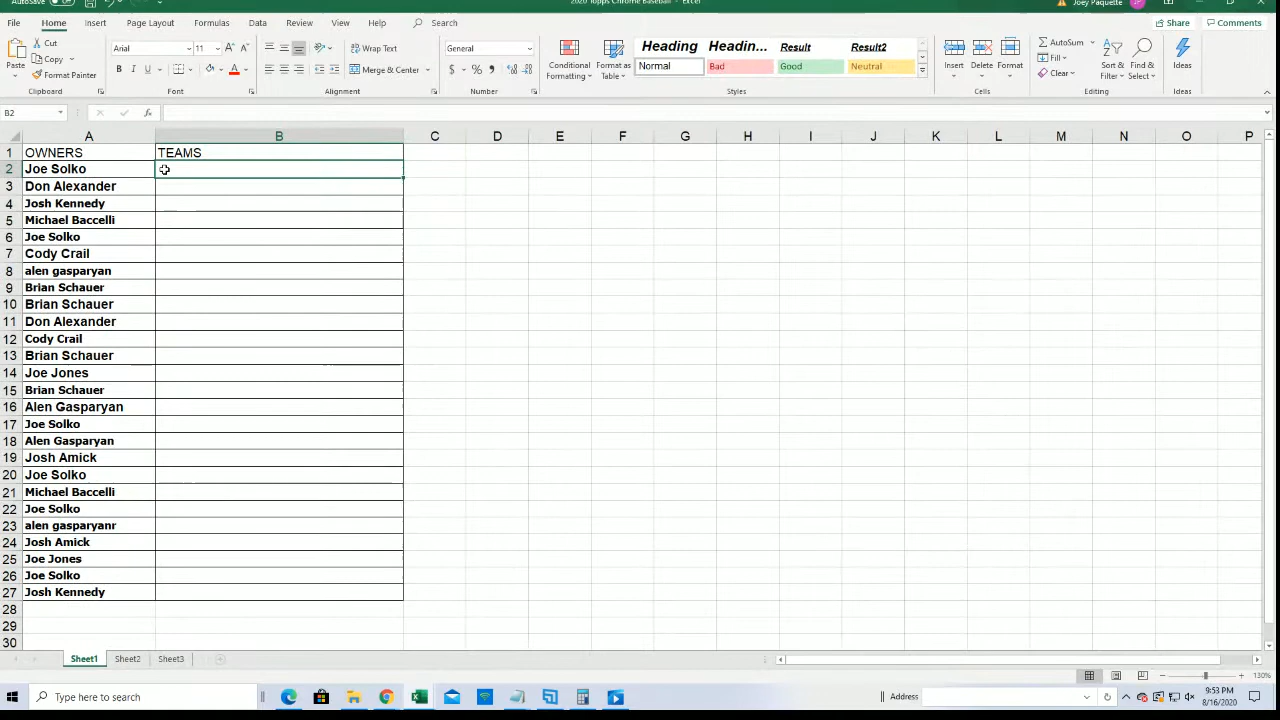 AutoSave
2020 Topps Chrome Baseball - Excel
Joey Paquette
JP
File Home Insert Page Layout Formulas Data Review View Help Search
Share Comments
Paste
Cut
Copy
Format Painter
Clipboard
Arial 11
B I U
Font
Wrap Text
Merge & Center
Alignment
General
$ % ,
Number
Conditional Formatting
Format as Table
Heading Headin... Result Result2
Normal Bad Good Neutral
Styles
Insert Delete Format
Cells
AutoSum
Fill
Clear
Sort & Filter
Find & Select
Editing
Ideas
Ideas
B2
fx
A B C D E F G H I J K L M N O P
1 OWNERS TEAMS
2 Joe Solko
3 Don Alexander
4 Josh Kennedy
5 Michael Baccelli
6 Joe Solko
7 Cody Crail
8 alen gasparyan
9 Brian Schauer
10 Brian Schauer
11 Don Alexander
12 Cody Crail
13 Brian Schauer
14 Joe Jones
15 Brian Schauer
16 Alen Gasparyan
17 Joe Solko
18 Alen Gasparyan
19 Josh Amick
20 Joe Solko
21 Michael Baccelli
22 Joe Solko
23 alen gasparyanr
24 Josh Amick
25 Joe Jones
26 Joe Solko
27 Josh Kennedy
28
29
30
Sheet1 Sheet2 Sheet3
130%
Type here to search
Address
9:53 PM
8/16/2020